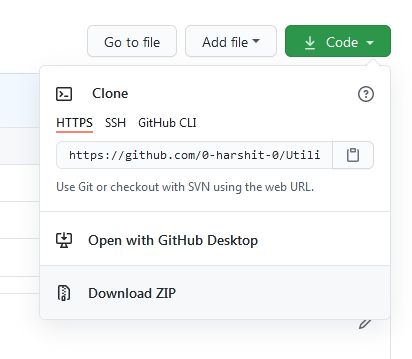 Go to file Add file Code
Clone
HTTPS SSH GitHub CLI
https://github.com/0-harshit-0/Utili
Use Git or checkout with SVN using the web URL.
Open with GitHub Desktop
Download ZIP